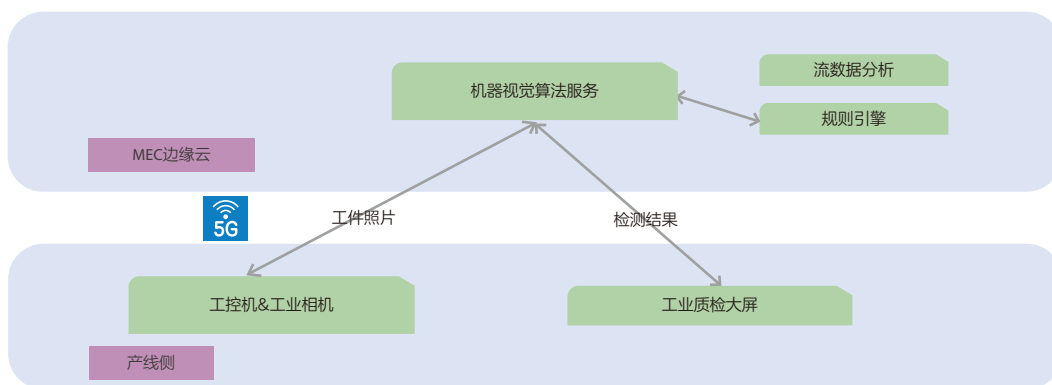 流数据分析
机器视觉算法服务
规则引擎
MEC边缘云
5G
工件照片
检测结果
工控机&工业相机
工业质检大屏
产线侧